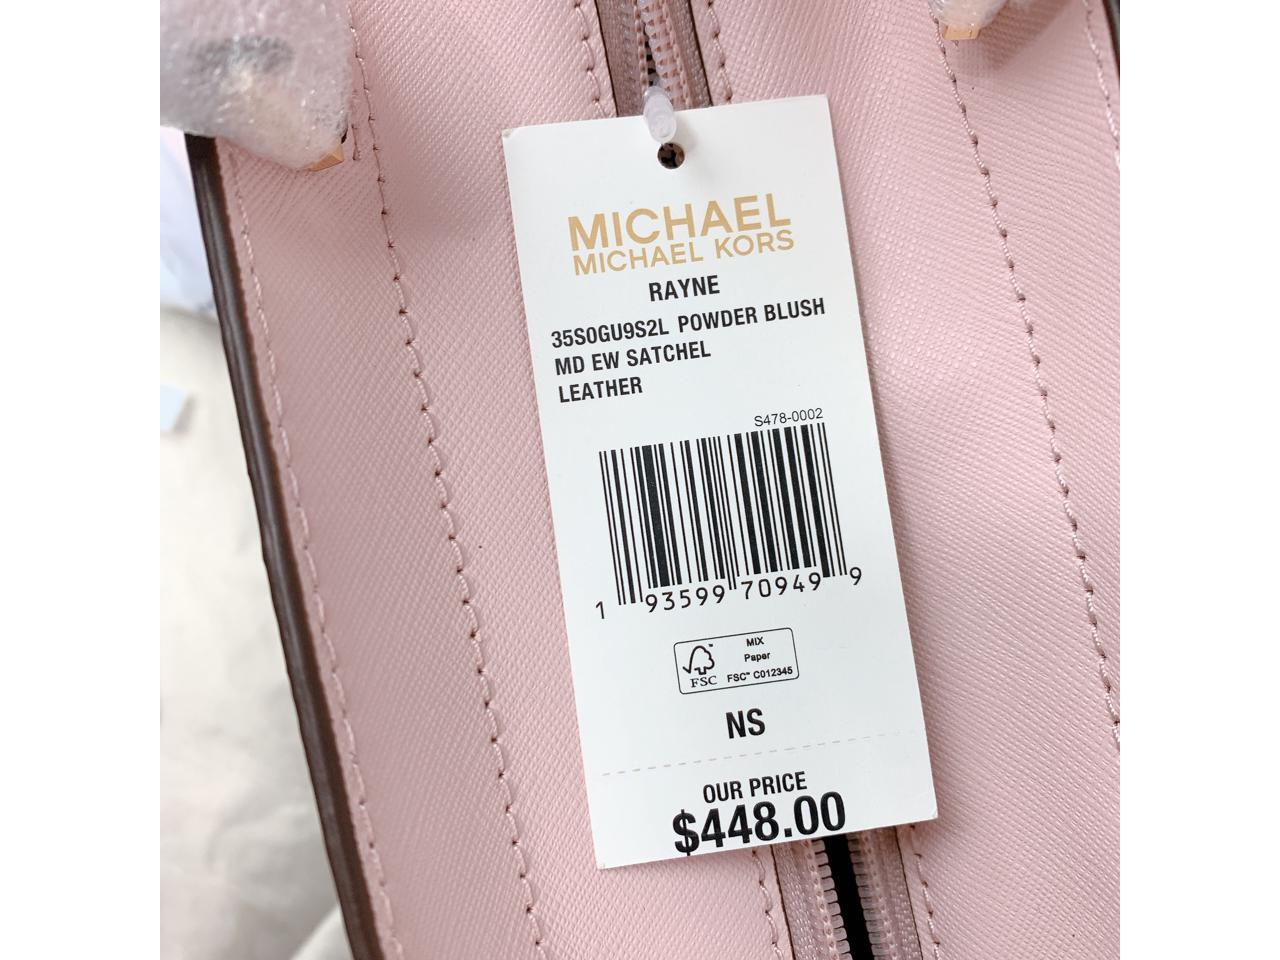 MICHAEL
MICHAEL KORS
RAYNE
35S0GU9S2L POWDER BLUSH
MD EW SATCHEL
LEATHER
S478-0002
1 93599 70949 9
FSC
MIX
Paper
FSC™ C012345
NS
OUR PRICE
$448.00